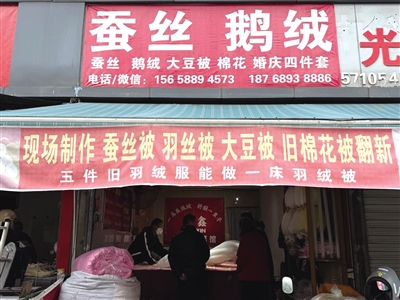 蚕丝 鹅绒
蚕丝 鹅绒 大豆被 棉花 婚庆四件套
电话/微信：156 5889 4573 187 6893 8886
光
571054
现场制作 蚕丝被 羽丝被 大豆被 旧棉花被翻新
五件旧羽绒服能做一床羽绒被
鑫